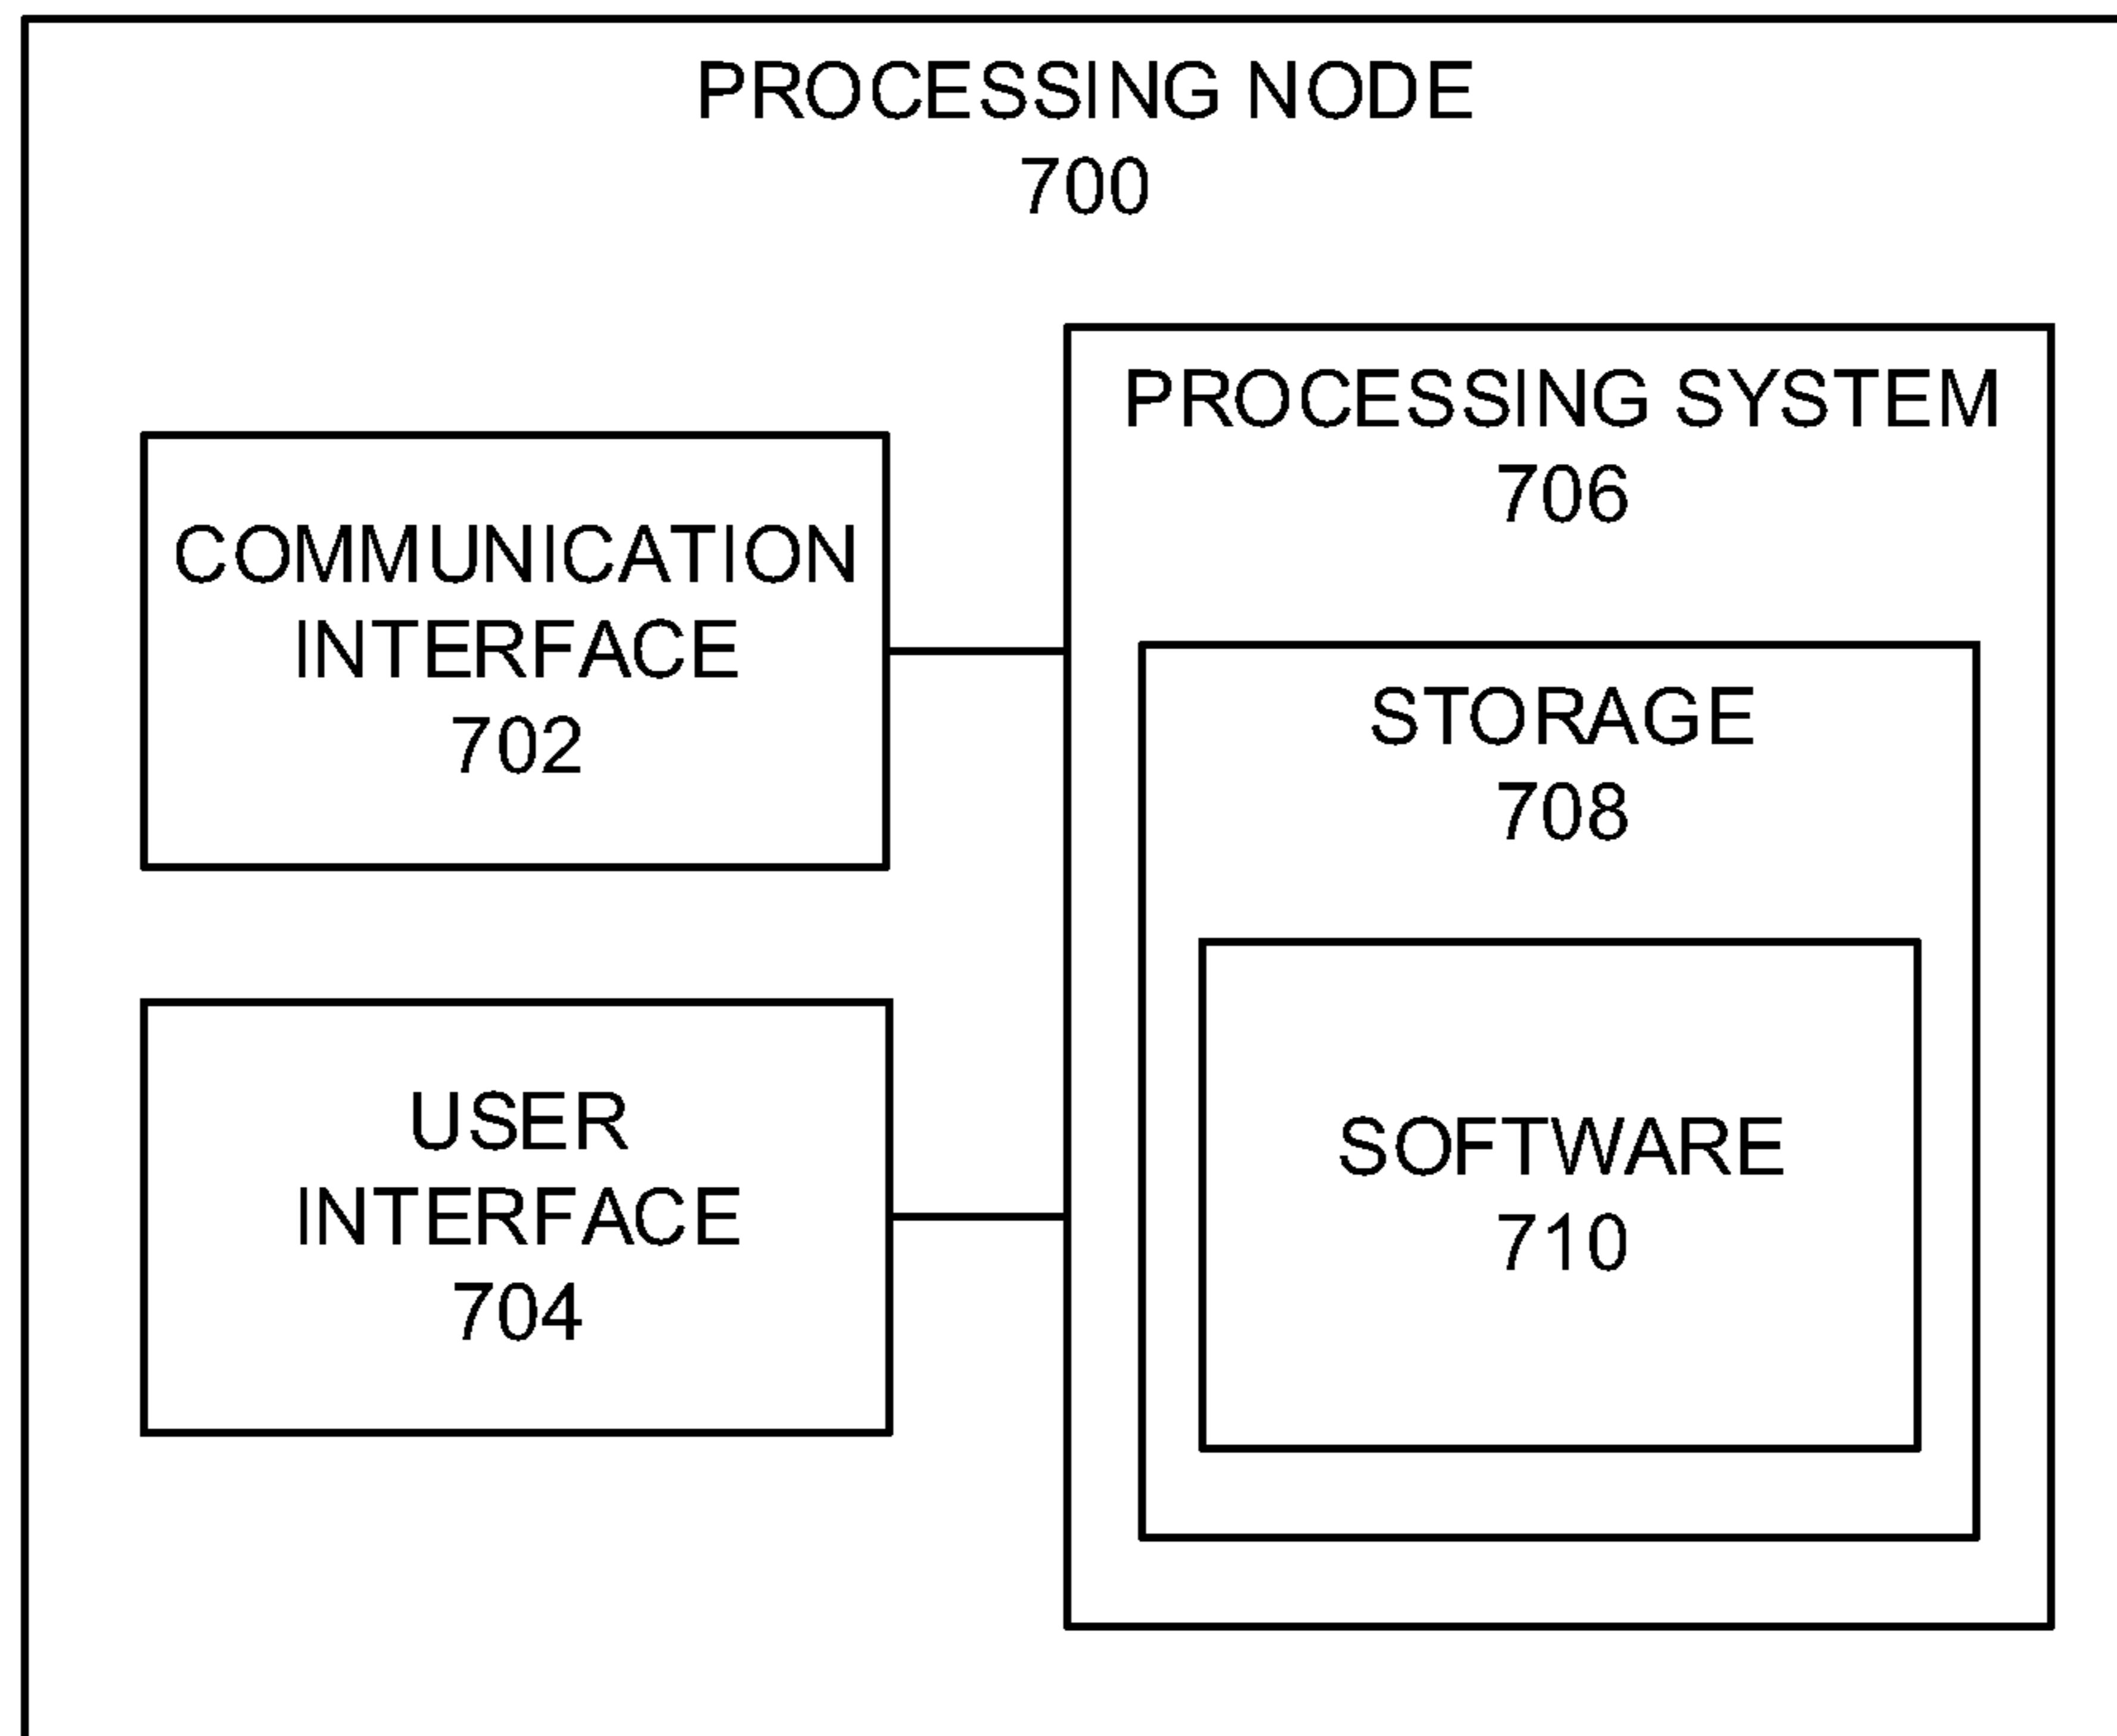 PROCESSING NODE
700
PROCESSING SYSTEM
706
COMMUNICATION
INTERFACE
702
STORAGE
708
USER
INTERFACE
704
SOFTWARE
710